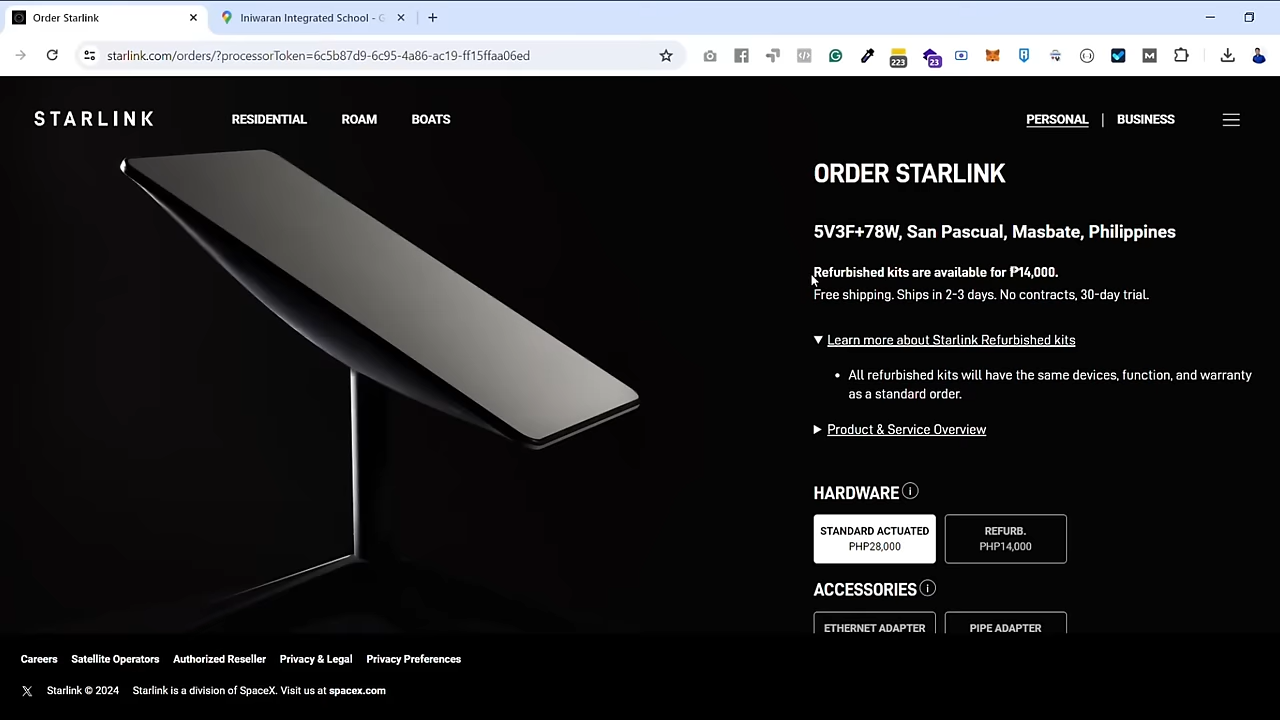 Order Starlink
Iniwaran Integrated School - G
starlink.com/orders/?processorToken=6c5b87d9-6c95-4a86-ac19-ff15ffaa06ed
223
23
STARLINK
RESIDENTIAL
ROAM
BOATS
PERSONAL
BUSINESS
ORDER STARLINK
5V3F+78W, San Pascual, Masbate, Philippines
Refurbished kits are available for ₱14,000.
Free shipping. Ships in 2-3 days. No contracts, 30-day trial.
Learn more about Starlink Refurbished kits
• All refurbished kits will have the same devices, function, and warranty
as a standard order.
Product & Service Overview
HARDWARE
STANDARD ACTUATED
PHP28,000
REFURB.
PHP14,000
ACCESSORIES
ETHERNET ADAPTER
PIPE ADAPTER
Careers
Satellite Operators
Authorized Reseller
Privacy & Legal
Privacy Preferences
Starlink © 2024
Starlink is a division of SpaceX. Visit us at spacex.com